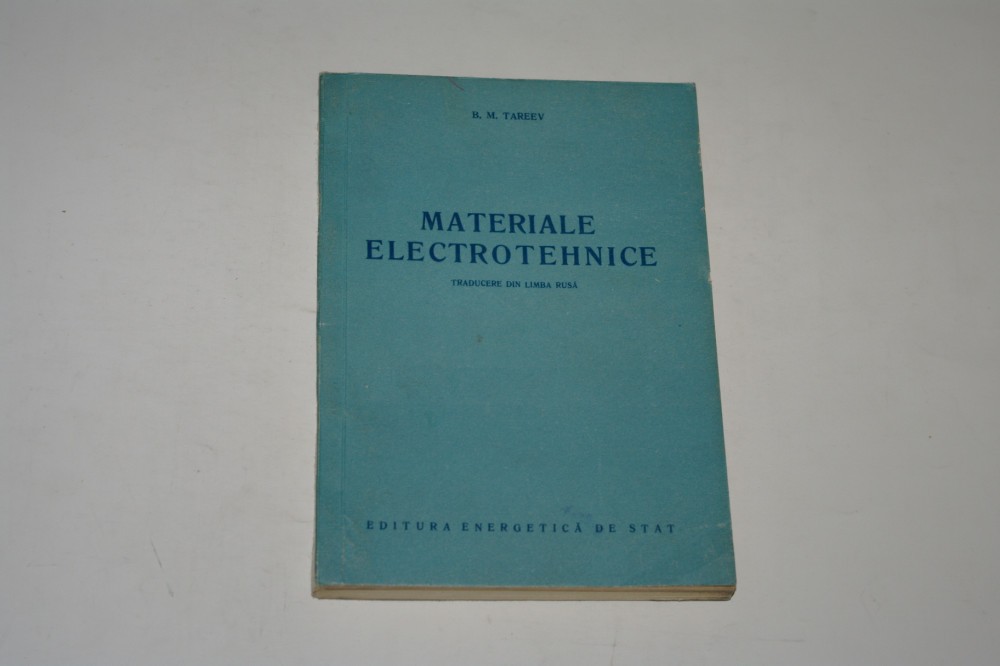 B. M. TAREEV
MATERIALE
ELECTROTEHNICE
TRADUCERE DIN LIMBA RUSĂ
EDITURA ENERGETICĂ DE STAT